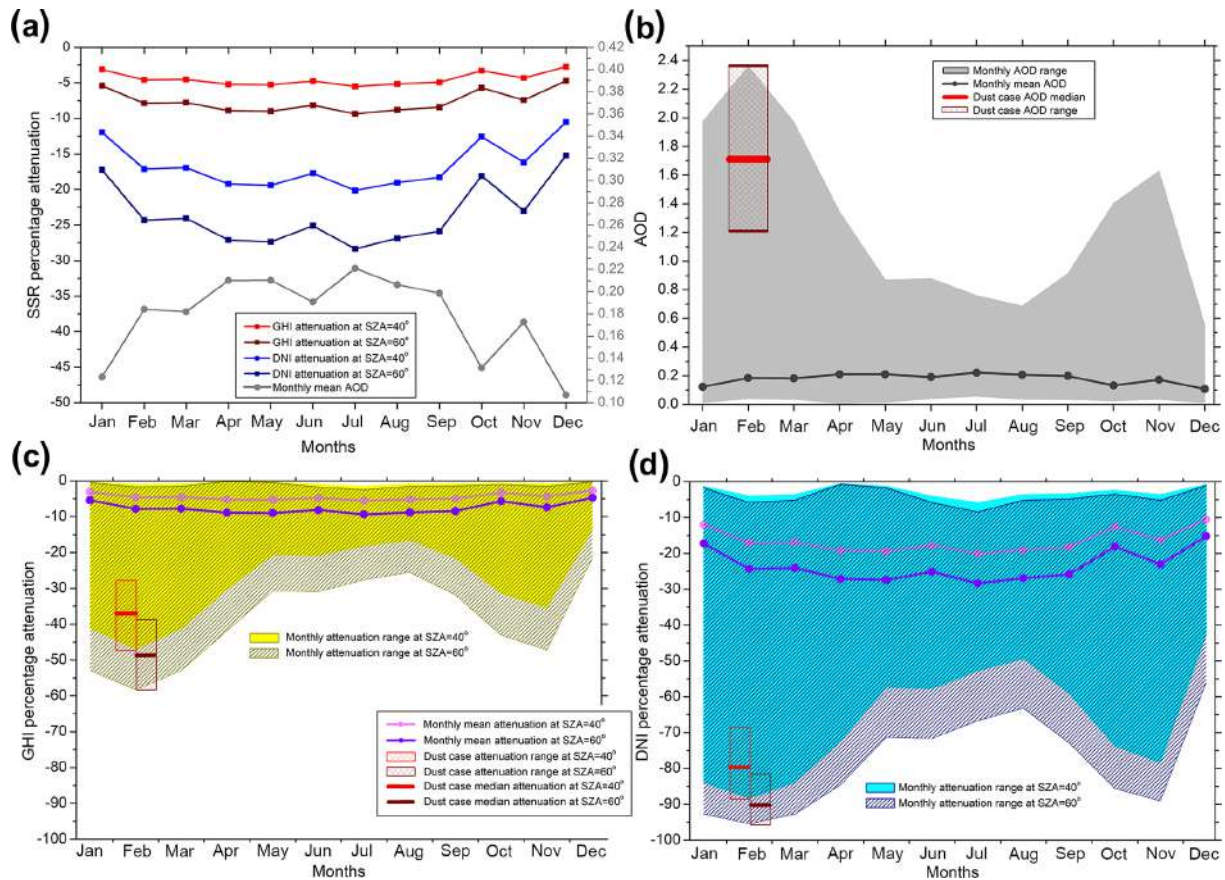 (a)
0
-5
-10
-15
-20
-25
-30
-35
-40
-45
-50
SSR percentage attenuation
0.42
0.40
0.38
0.36
0.34
0.32
0.30
0.28
0.26
0.24
0.22
0.20
0.18
0.16
0.14
0.12
0.10
GHI attenuation at SZA=40°
GHI attenuation at SZA=60°
DNI attenuation at SZA=40°
DNI attenuation at SZA=60°
Monthly mean AOD
Jan Feb Mar Apr May Jun Jul Aug Sep Oct Nov Dec
Months
(b)
2.4
2.2
2.0
1.8
1.6
1.4
1.2
1.0
0.8
0.6
0.4
0.2
0.0
AOD
Monthly AOD range
Monthly mean AOD
Dust case AOD median
Dust case AOD range
Jan Feb Mar Apr May Jun Jul Aug Sep Oct Nov Dec
Months
(c)
0
-10
-20
-30
-40
-50
-60
-70
-80
-90
-100
GHI percentage attenuation
Monthly attenuation range at SZA=40°
Monthly attenuation range at SZA=60°
Monthly mean attenuation at SZA=40°
Monthly mean attenuation at SZA=60°
Dust case attenuation range at SZA=40°
Dust case attenuation range at SZA=60°
Dust case median attenuation at SZA=40°
Dust case median attenuation at SZA=60°
Jan Feb Mar Apr May Jun Jul Aug Sep Oct Nov Dec
Months
(d)
0
-10
-20
-30
-40
-50
-60
-70
-80
-90
-100
DNI percentage attenuation
Monthly attenuation range at SZA=40°
Monthly attenuation range at SZA=60°
Jan Feb Mar Apr May Jun Jul Aug Sep Oct Nov Dec
Months